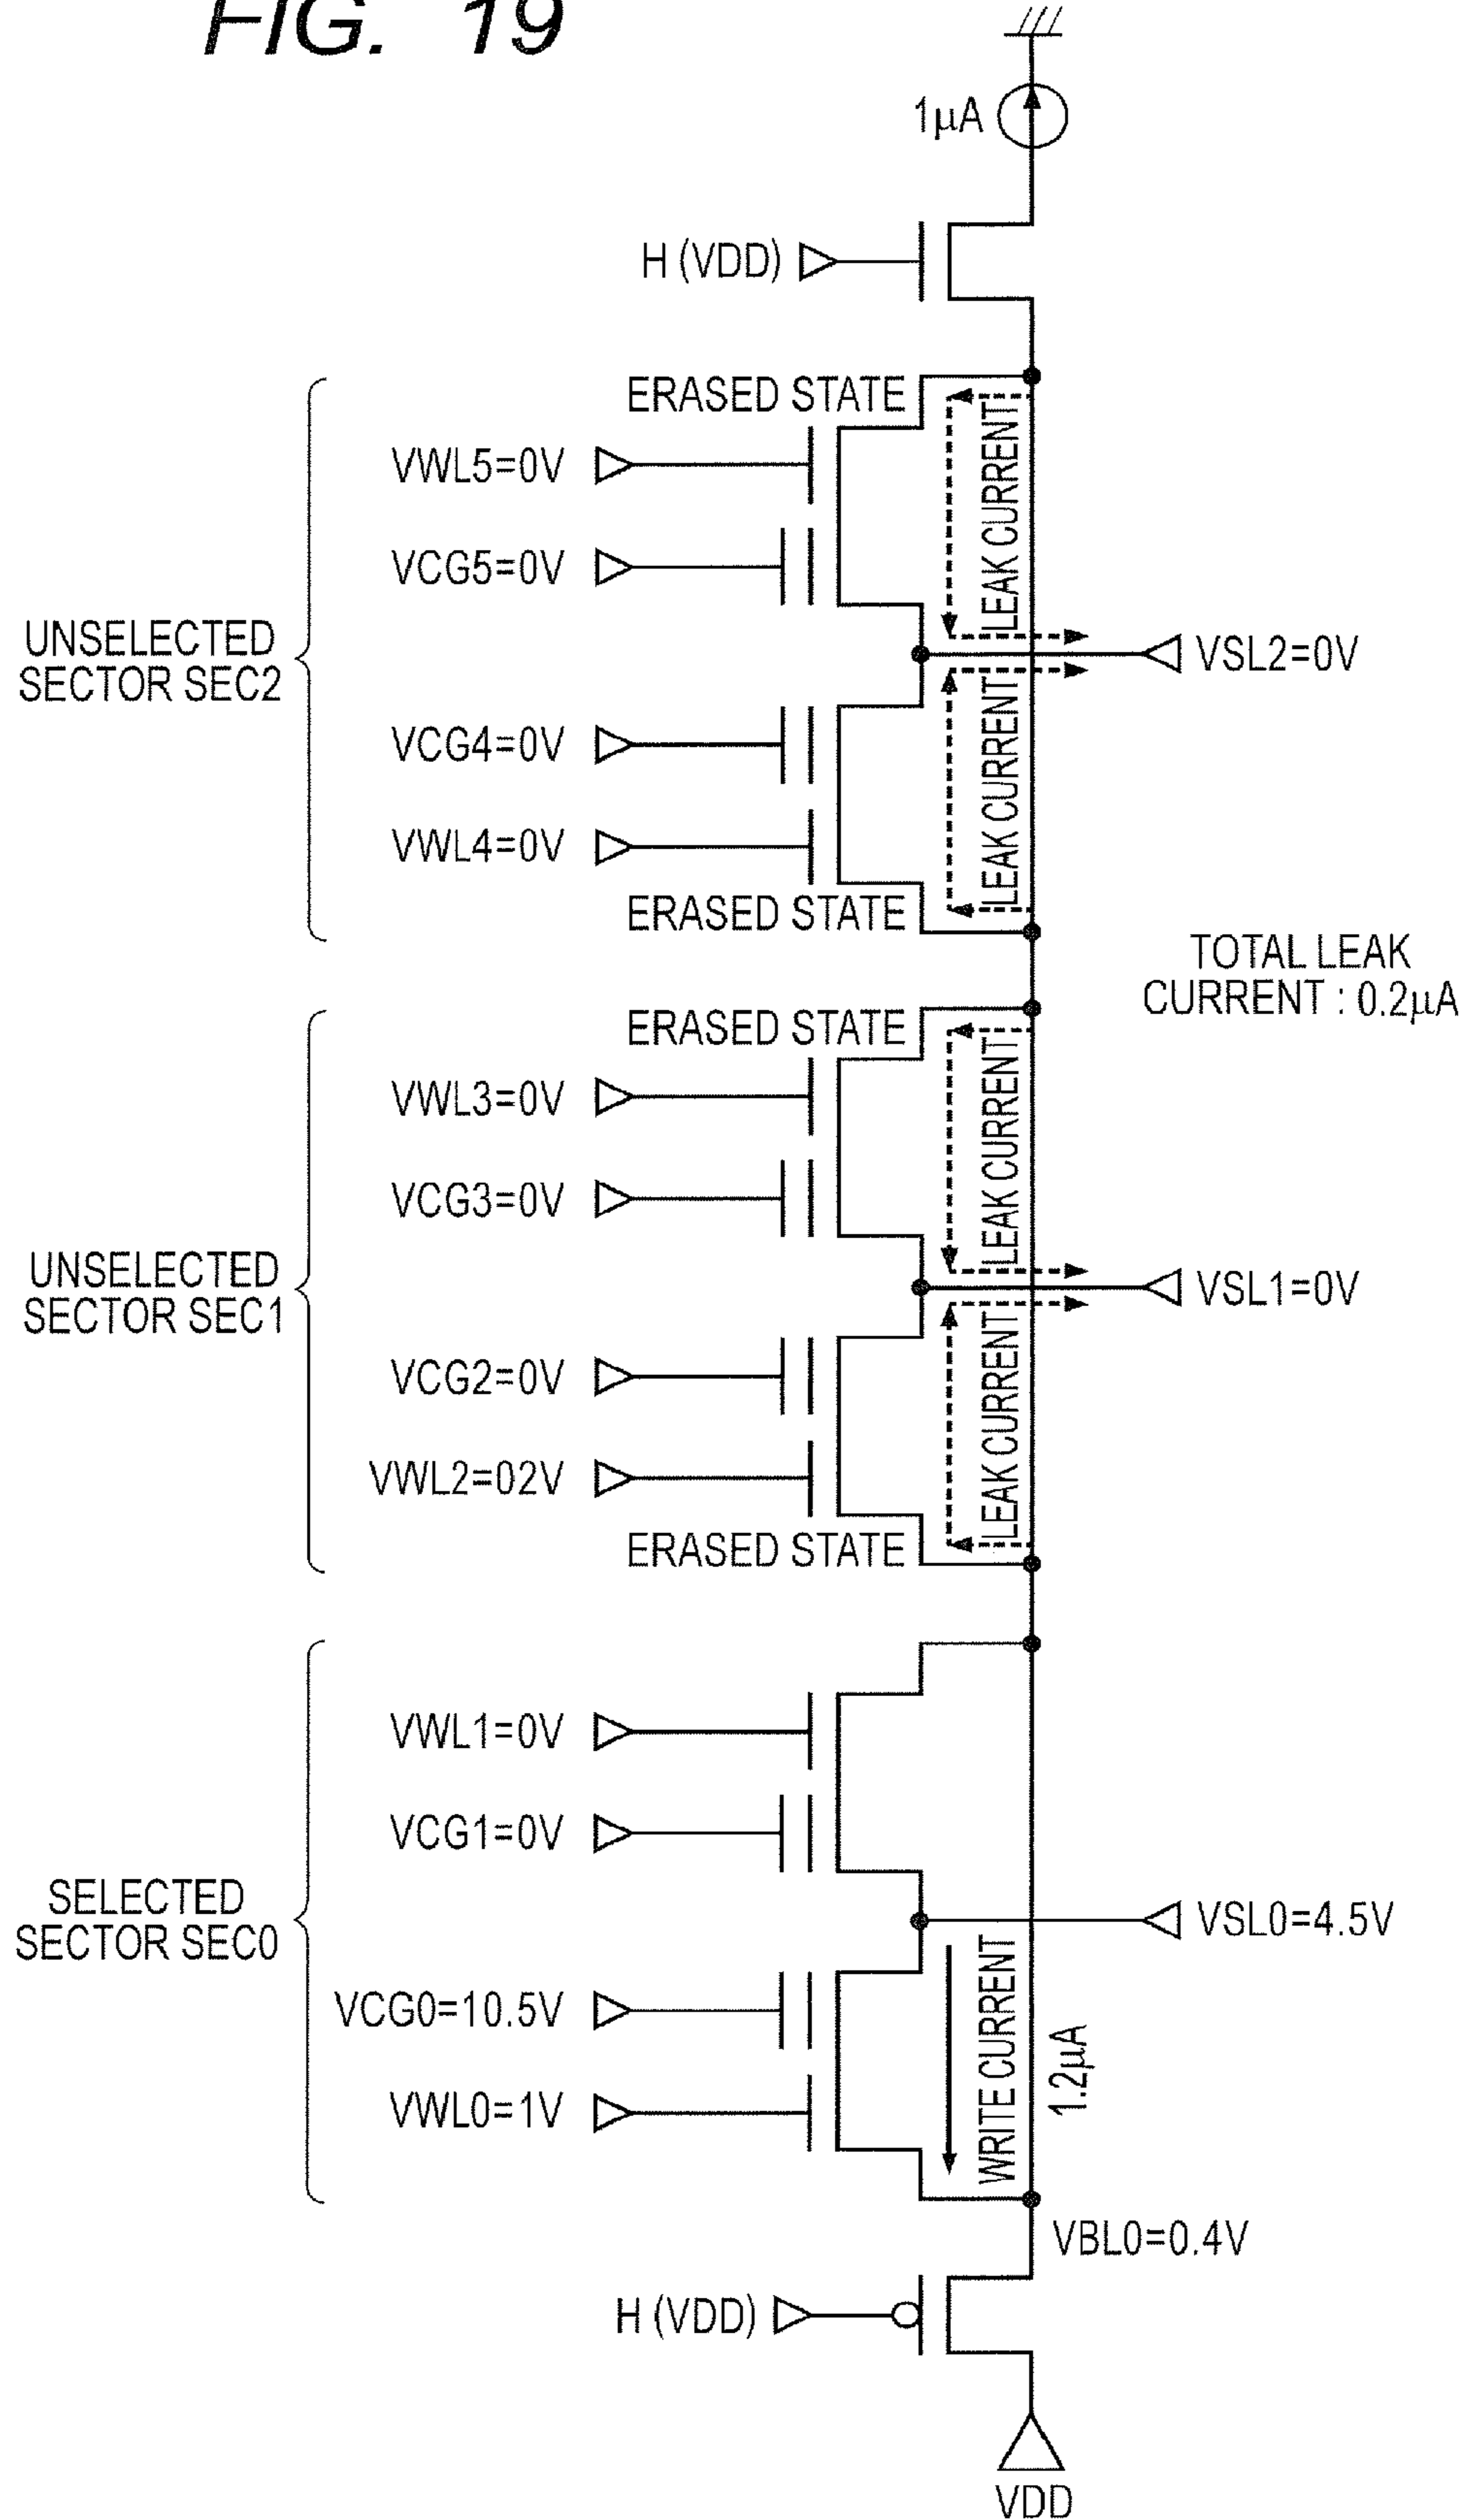 FIG. 19
1μA
H (VDD)
ERASED STATE
VWL5=0V
LEAK CURRENT
VCG5=0V
UNSELECTED
SECTOR SEC2
VSL2=0V
VCG4=0V
LEAK CURRENT
VWL4=0V
ERASED STATE
TOTAL LEAK
CURRENT : 0.2μA
ERASED STATE
VWL3=0V
LEAK CURRENT
VCG3=0V
UNSELECTED
SECTOR SEC1
VSL1=0V
VCG2=0V
LEAK CURRENT
VWL2=02V
ERASED STATE
VWL1=0V
VCG1=0V
SELECTED
SECTOR SEC0
VSL0=4.5V
VCG0=10.5V
WRITE CURRENT
1.2μA
VWL0=1V
VBL0=0.4V
H (VDD)
VDD